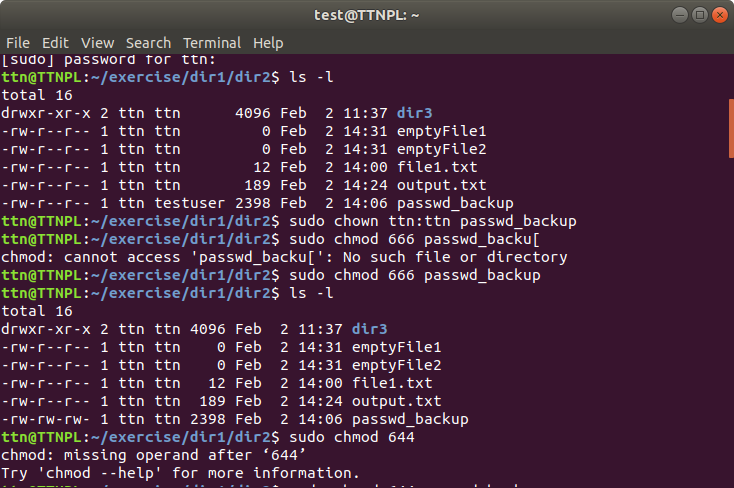 test@TTNPL: ~
File Edit View Search Terminal Help
[sudo] password for ttn:
ttn@TTNPL:~/exercise/dir1/dir2$ ls -l
total 16
drwxr-xr-x 2 ttn ttn      4096 Feb  2 11:37 dir3
-rw-r--r-- 1 ttn ttn         0 Feb  2 14:31 emptyFile1
-rw-r--r-- 1 ttn ttn         0 Feb  2 14:31 emptyFile2
-rw-r--r-- 1 ttn ttn        12 Feb  2 14:00 file1.txt
-rw-r--r-- 1 ttn ttn       189 Feb  2 14:24 output.txt
-rw-r--r-- 1 ttn testuser 2398 Feb  2 14:06 passwd_backup
ttn@TTNPL:~/exercise/dir1/dir2$ sudo chown ttn:ttn passwd_backup
ttn@TTNPL:~/exercise/dir1/dir2$ sudo chmod 666 passwd_backu[
chmod: cannot access 'passwd_backu[': No such file or directory
ttn@TTNPL:~/exercise/dir1/dir2$ sudo chmod 666 passwd_backup
ttn@TTNPL:~/exercise/dir1/dir2$ ls -l
total 16
drwxr-xr-x 2 ttn ttn 4096 Feb  2 11:37 dir3
-rw-r--r-- 1 ttn ttn    0 Feb  2 14:31 emptyFile1
-rw-r--r-- 1 ttn ttn    0 Feb  2 14:31 emptyFile2
-rw-r--r-- 1 ttn ttn   12 Feb  2 14:00 file1.txt
-rw-r--r-- 1 ttn ttn  189 Feb  2 14:24 output.txt
-rw-rw-rw- 1 ttn ttn 2398 Feb  2 14:06 passwd_backup
ttn@TTNPL:~/exercise/dir1/dir2$ sudo chmod 644
chmod: missing operand after ‘644’
Try 'chmod --help' for more information.